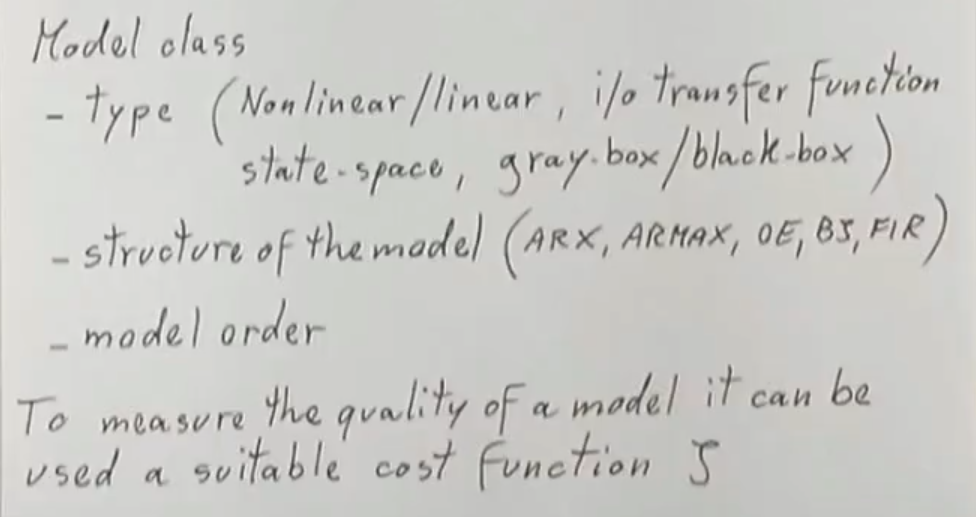 Model class
- type (Nonlinear/linear, i/o transfer function
state-space, gray-box/black-box)
- structure of the model (ARX, ARMAX, OE, BJ, FIR)
- model order
To measure the quality of a model it can be
used a suitable cost function J